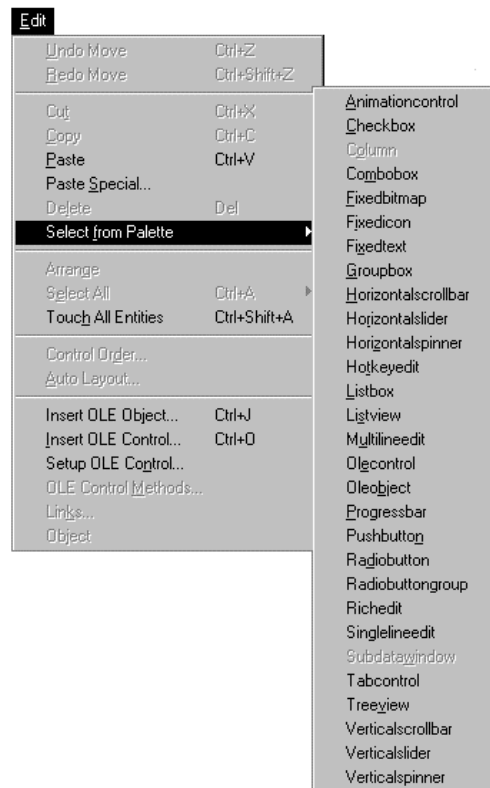 Edit
Undo Move Ctrl+Z
Redo Move Ctrl+Shift+Z
Cut Ctrl+X
Copy Ctrl+C
Paste Ctrl+V
Paste Special...
Delete Del
Select from Palette
Arrange
Select All Ctrl+A
Touch All Entities Ctrl+Shift+A
Control Order...
Auto Layout...
Insert OLE Object... Ctrl+J
Insert OLE Control... Ctrl+O
Setup OLE Control...
OLE Control Methods...
Links...
Object
Animationcontrol
Checkbox
Column
Combobox
Fixedbitmap
Fixedicon
Fixedtext
Groupbox
Horizontalscrollbar
Horizontalslider
Horizontalspinner
Hotkeyedit
Listbox
Listview
Multilineedit
Olecontrol
Oleobject
Progressbar
Pushbutton
Radiobutton
Radiobuttongroup
Richedit
Singlelineedit
Subdatawindow
Tabcontrol
Treeview
Verticalscrollbar
Verticalslider
Verticalspinner